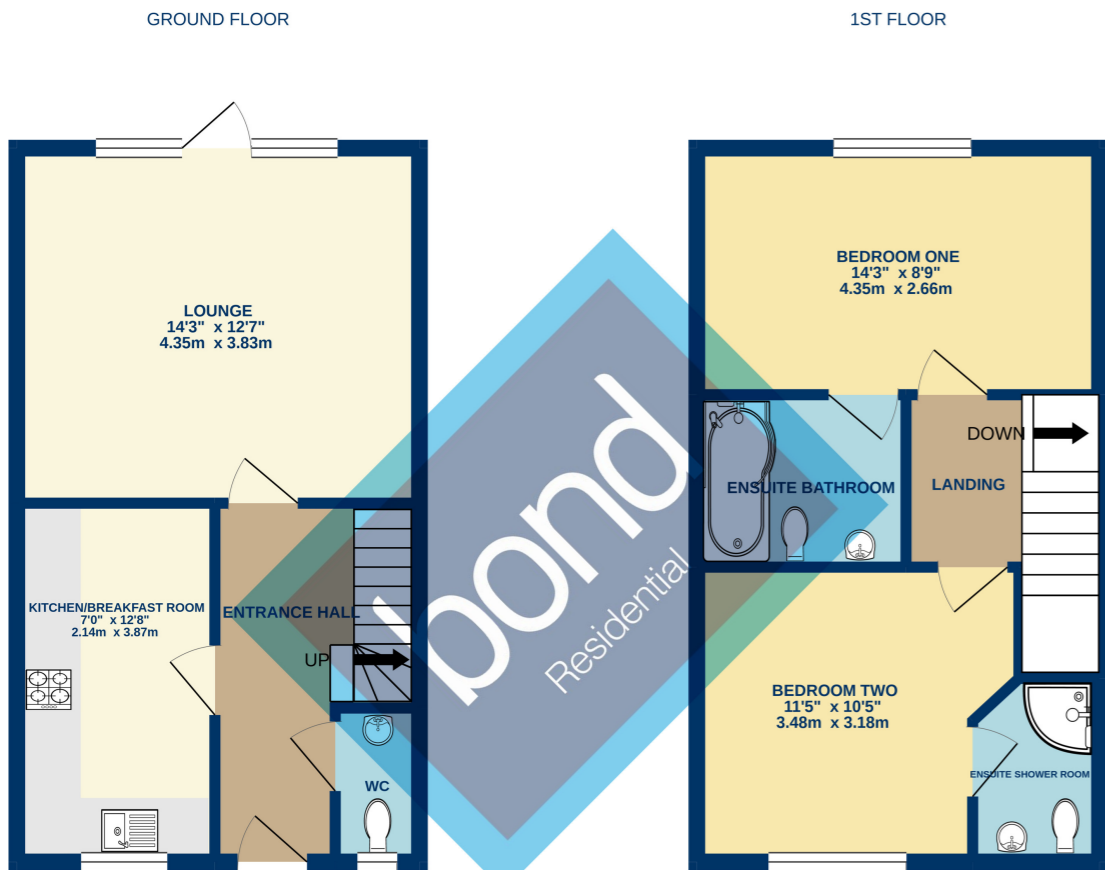 GROUND FLOOR
1ST FLOOR
LOUNGE
14'3" x 12'7"
4.35m x 3.83m
KITCHEN/BREAKFAST ROOM
7'0" x 12'8"
2.14m x 3.87m
ENTRANCE HALL
UP
WC
bond
Residential
BEDROOM ONE
14'3" x 8'9"
4.35m x 2.66m
DOWN
ENSUITE BATHROOM
LANDING
BEDROOM TWO
11'5" x 10'5"
3.48m x 3.18m
ENSUITE SHOWER ROOM